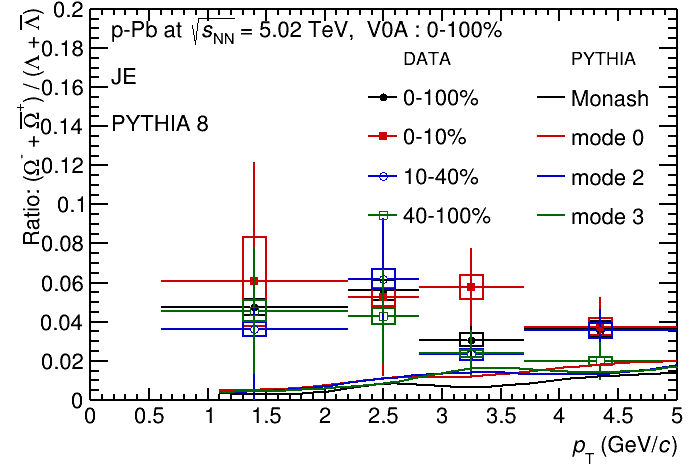 p-Pb at √s_NN = 5.02 TeV, V0A : 0-100%
JE
PYTHIA 8
DATA PYTHIA
0-100% Monash
0-10% mode 0
10-40% mode 2
40-100% mode 3
Ratio: (Ω⁻ + Ω̅⁺) / (Λ + Λ̅)
0.2
0.18
0.16
0.14
0.12
0.1
0.08
0.06
0.04
0.02
0
0 0.5 1 1.5 2 2.5 3 3.5 4 4.5 5
p_T (GeV/c)